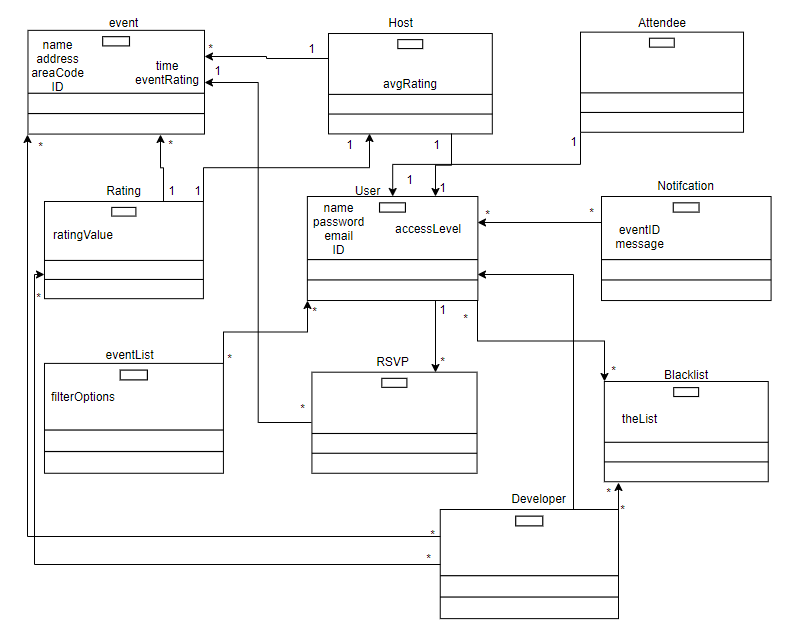 event
Host
Attendee
name
address
areaCode
ID
time
eventRating
*
1
1
avgRating
*
*
1
1
1
1
1
1
1
Rating
ratingValue
*
User
name
password
email
ID
accessLevel
Notifcation
eventID
message
*
*
*
*
1
*
*
eventList
filterOptions
RSVP
*
*
Blacklist
theList
Developer
*
*
*
*